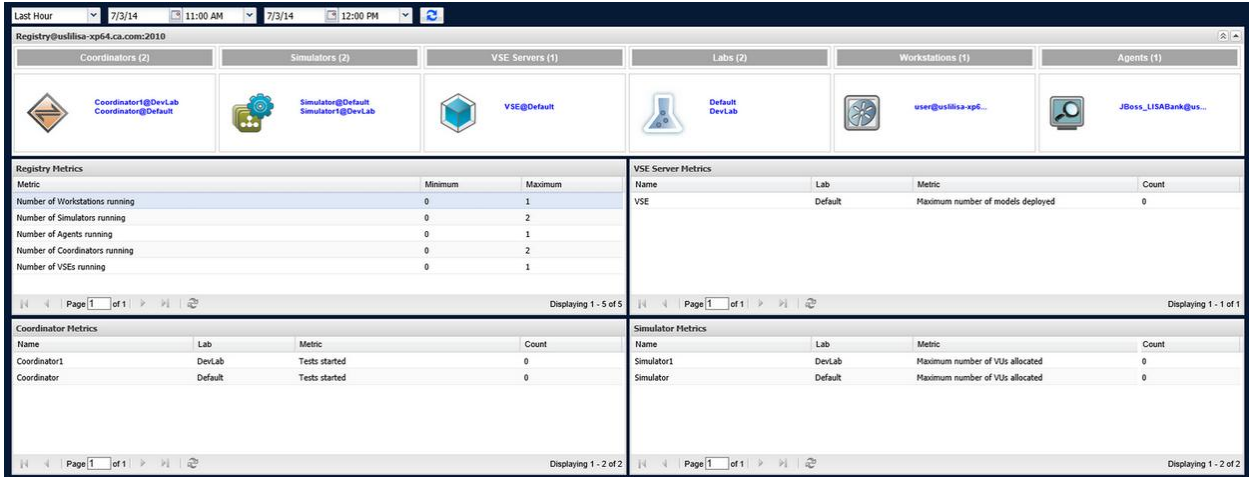 Last Hour 7/3/14 11:00 AM 7/3/14 12:00 PM
Registry@uslilisa-xp64.ca.com:2010
Coordinators (2) Simulators (2) VSE Servers (1) Labs (2) Workstations (1) Agents (1)
Coordinator1@DevLab
Coordinator@Default
Simulator@Default
Simulator1@DevLab
VSE@Default
Default
DevLab
user@uslilisa-xp6...
JBoss_LISABank@us...
Registry Metrics
Metric Minimum Maximum
Number of Workstations running 0 1
Number of Simulators running 0 2
Number of Agents running 0 1
Number of Coordinators running 0 2
Number of VSEs running 0 1
Page 1 of 1 Displaying 1 - 5 of 5
VSE Server Metrics
Name Lab Metric Count
VSE Default Maximum number of models deployed 0
Page 1 of 1 Displaying 1 - 1 of 1
Coordinator Metrics
Name Lab Metric Count
Coordinator1 DevLab Tests started 0
Coordinator Default Tests started 0
Page 1 of 1 Displaying 1 - 2 of 2
Simulator Metrics
Name Lab Metric Count
Simulator1 DevLab Maximum number of VUs allocated 0
Simulator Default Maximum number of VUs allocated 0
Page 1 of 1 Displaying 1 - 2 of 2